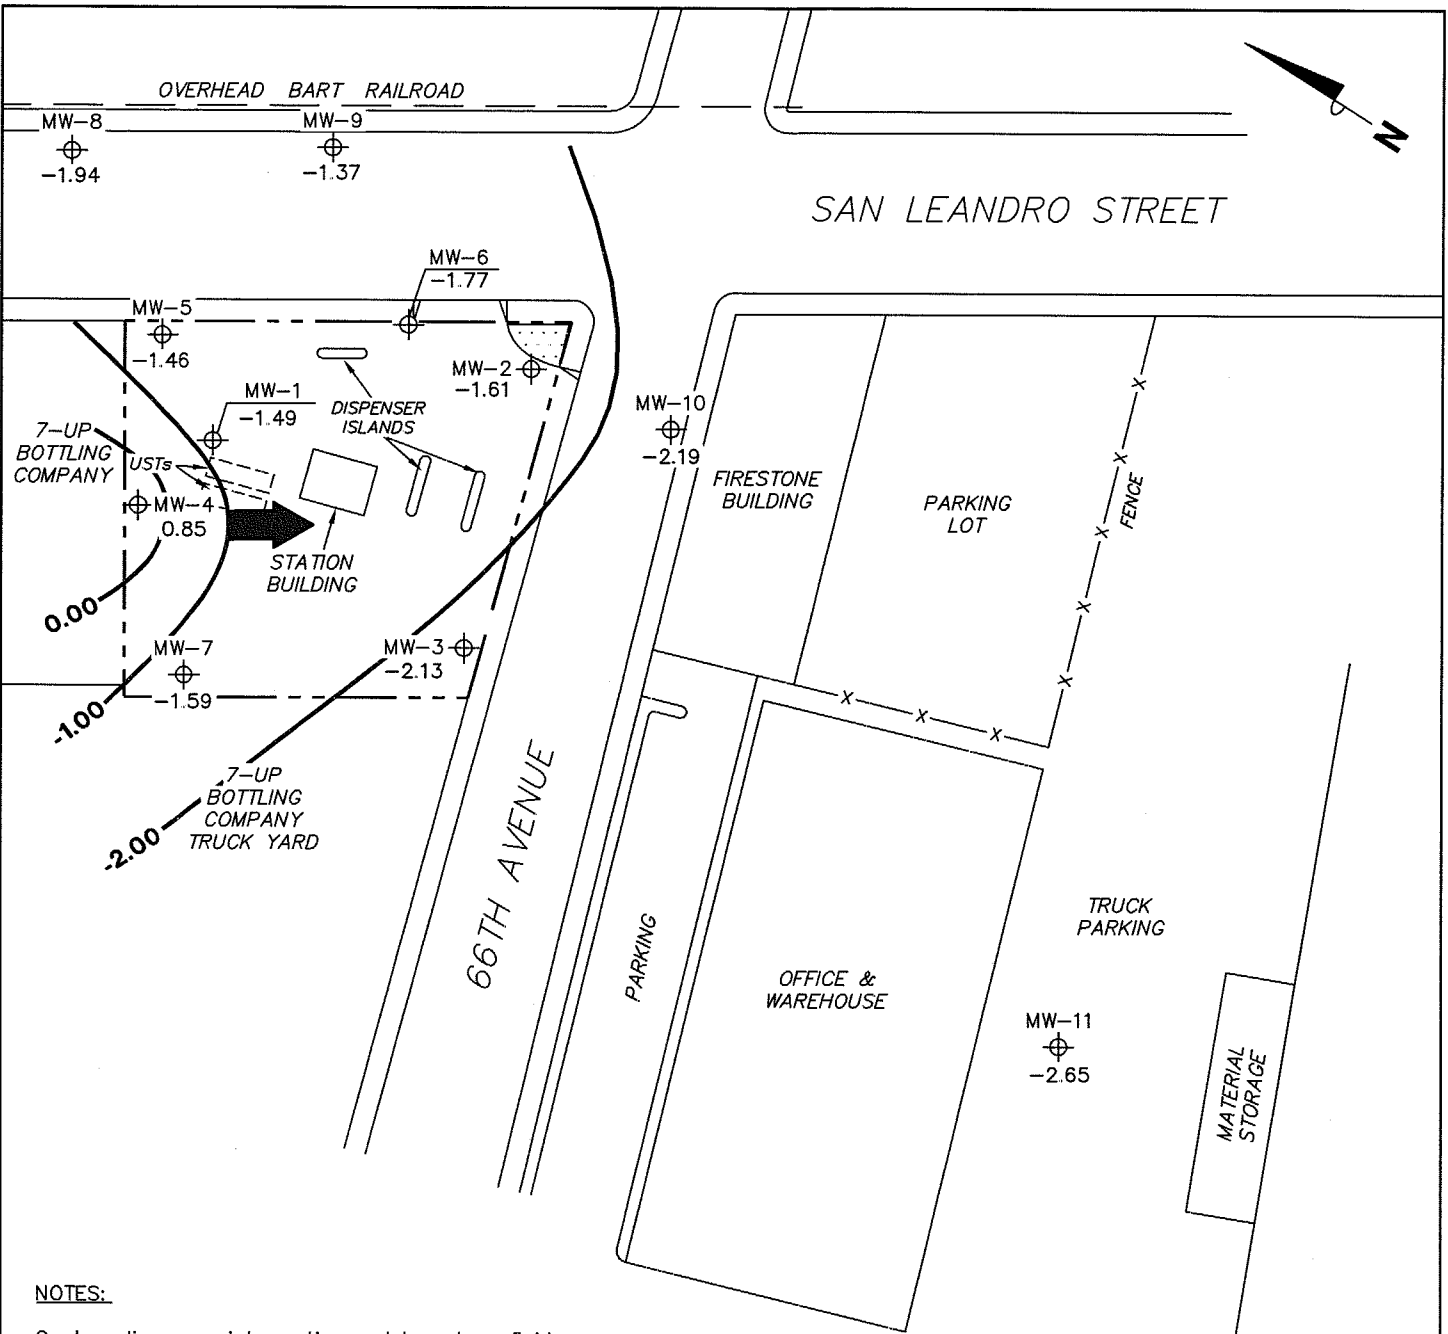 OVERHEAD BART RAILROAD
MW-8
-1.94
MW-9
-1.37
N
SAN LEANDRO STREET
MW-6
-1.77
MW-5
-1.46
MW-2
-1.61
MW-1
-1.49
DISPENSER
ISLANDS
MW-10
-2.19
7-UP
BOTTLING
COMPANY
USTs
MW-4
0.85
STATION
BUILDING
FIRESTONE
BUILDING
PARKING
LOT
FENCE
0.00
MW-7
-1.59
MW-3
-2.13
-1.00
7-UP
BOTTLING
COMPANY
TRUCK YARD
-2.00
66TH AVENUE
PARKING
OFFICE &
WAREHOUSE
TRUCK
PARKING
MW-11
-2.65
MATERIAL
STORAGE
NOTES: